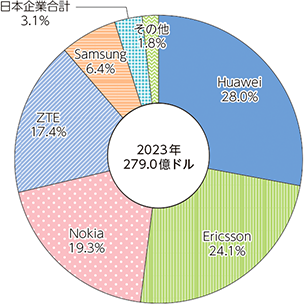 日本企業合計
3.1%
その他
1.8%
Samsung
6.4%
Huawei
28.0%
ZTE
17.4%
2023年
279.0億ドル
Nokia
19.3%
Ericsson
24.1%